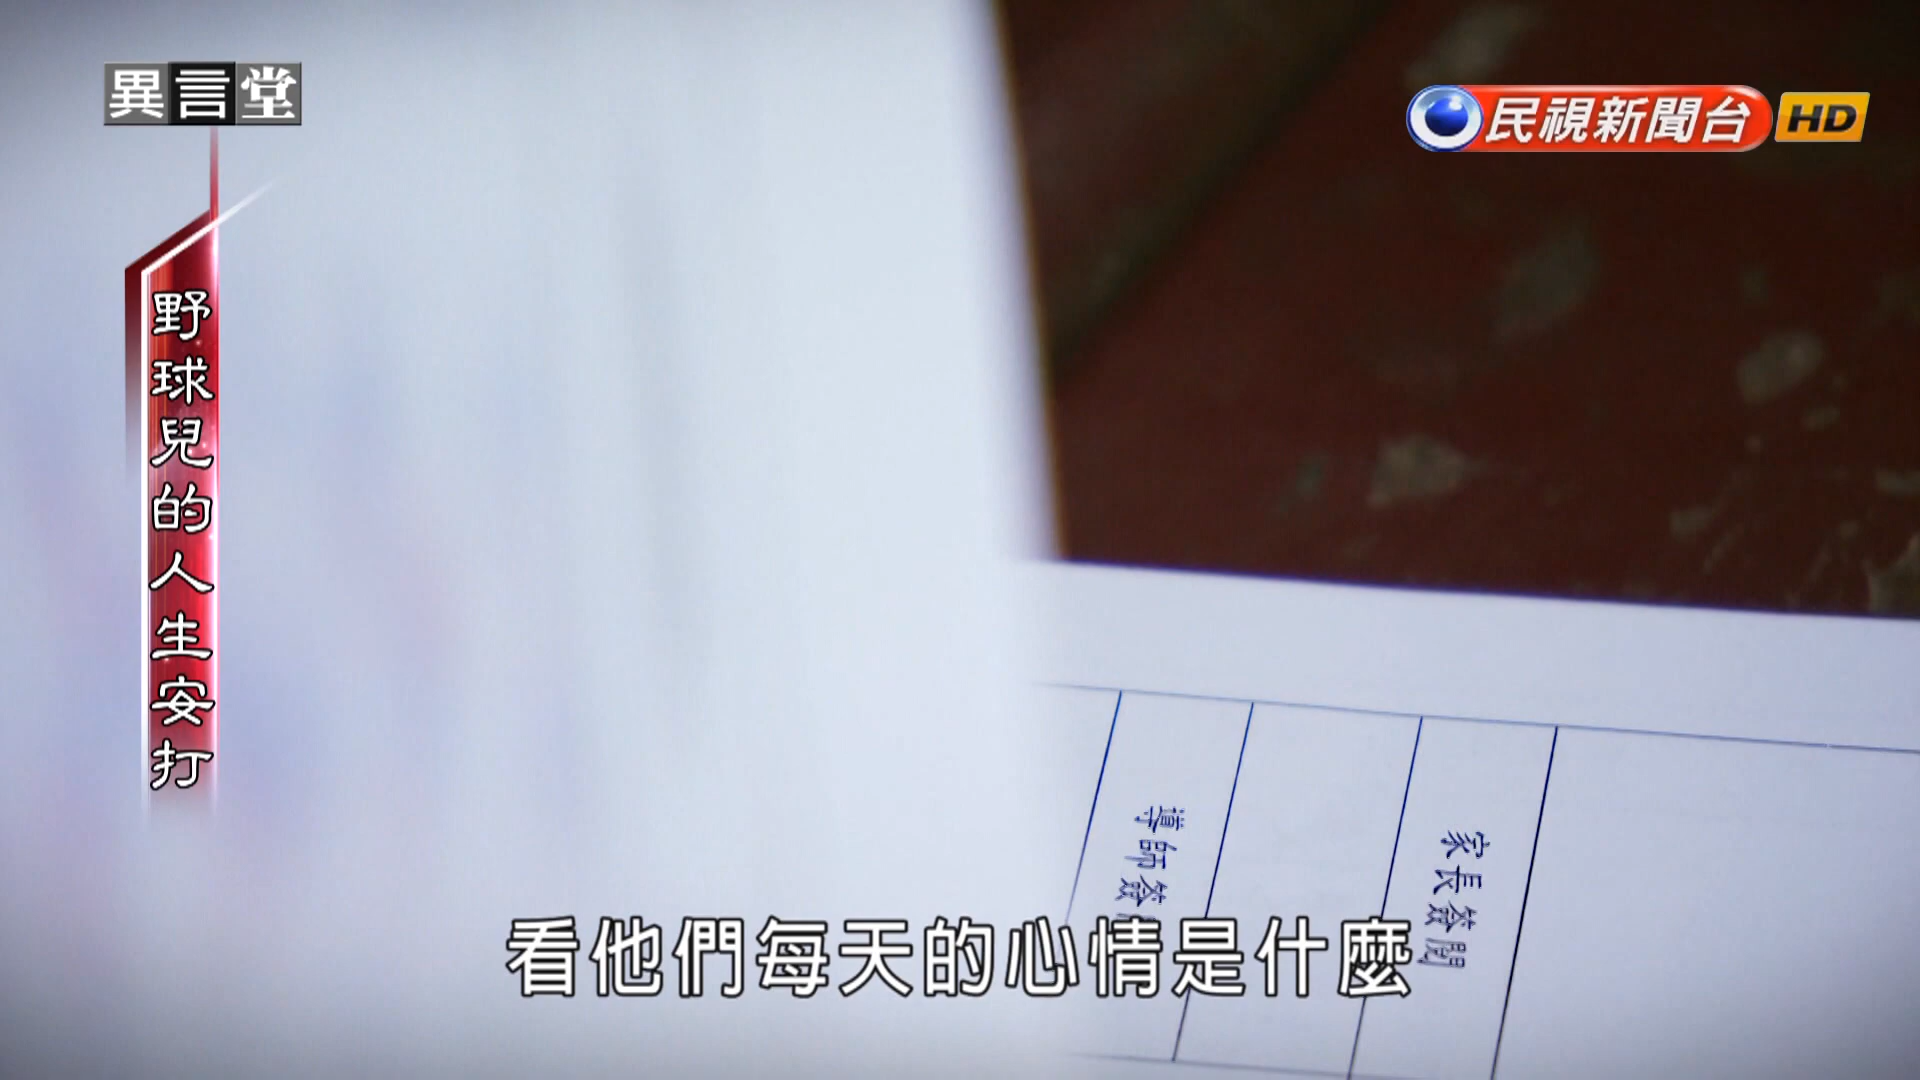 異言堂
民視新聞台 HD
野球兒的人生安打
導師簽
家長簽閱
看他們每天的心情是什麼